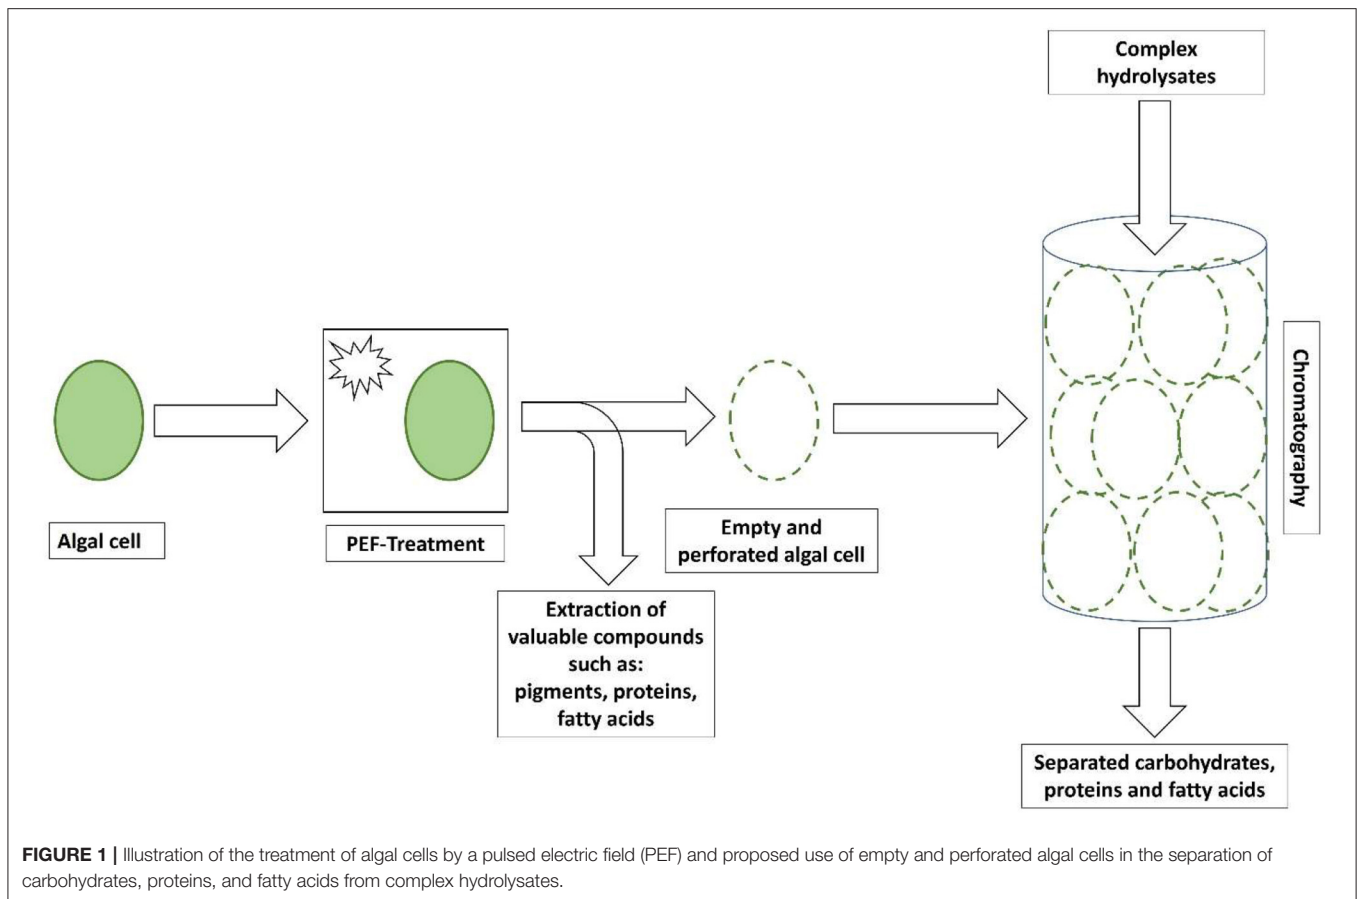 Complex
hydrolysates
Chromatography
Algal cell
PEF-Treatment
Empty and
perforated algal cell
Extraction of
valuable compounds
such as:
pigments, proteins,
fatty acids
Separated carbohydrates,
proteins and fatty acids
FIGURE 1 | Illustration of the treatment of algal cells by a pulsed electric field (PEF) and proposed use of empty and perforated algal cells in the separation of
carbohydrates, proteins, and fatty acids from complex hydrolysates.